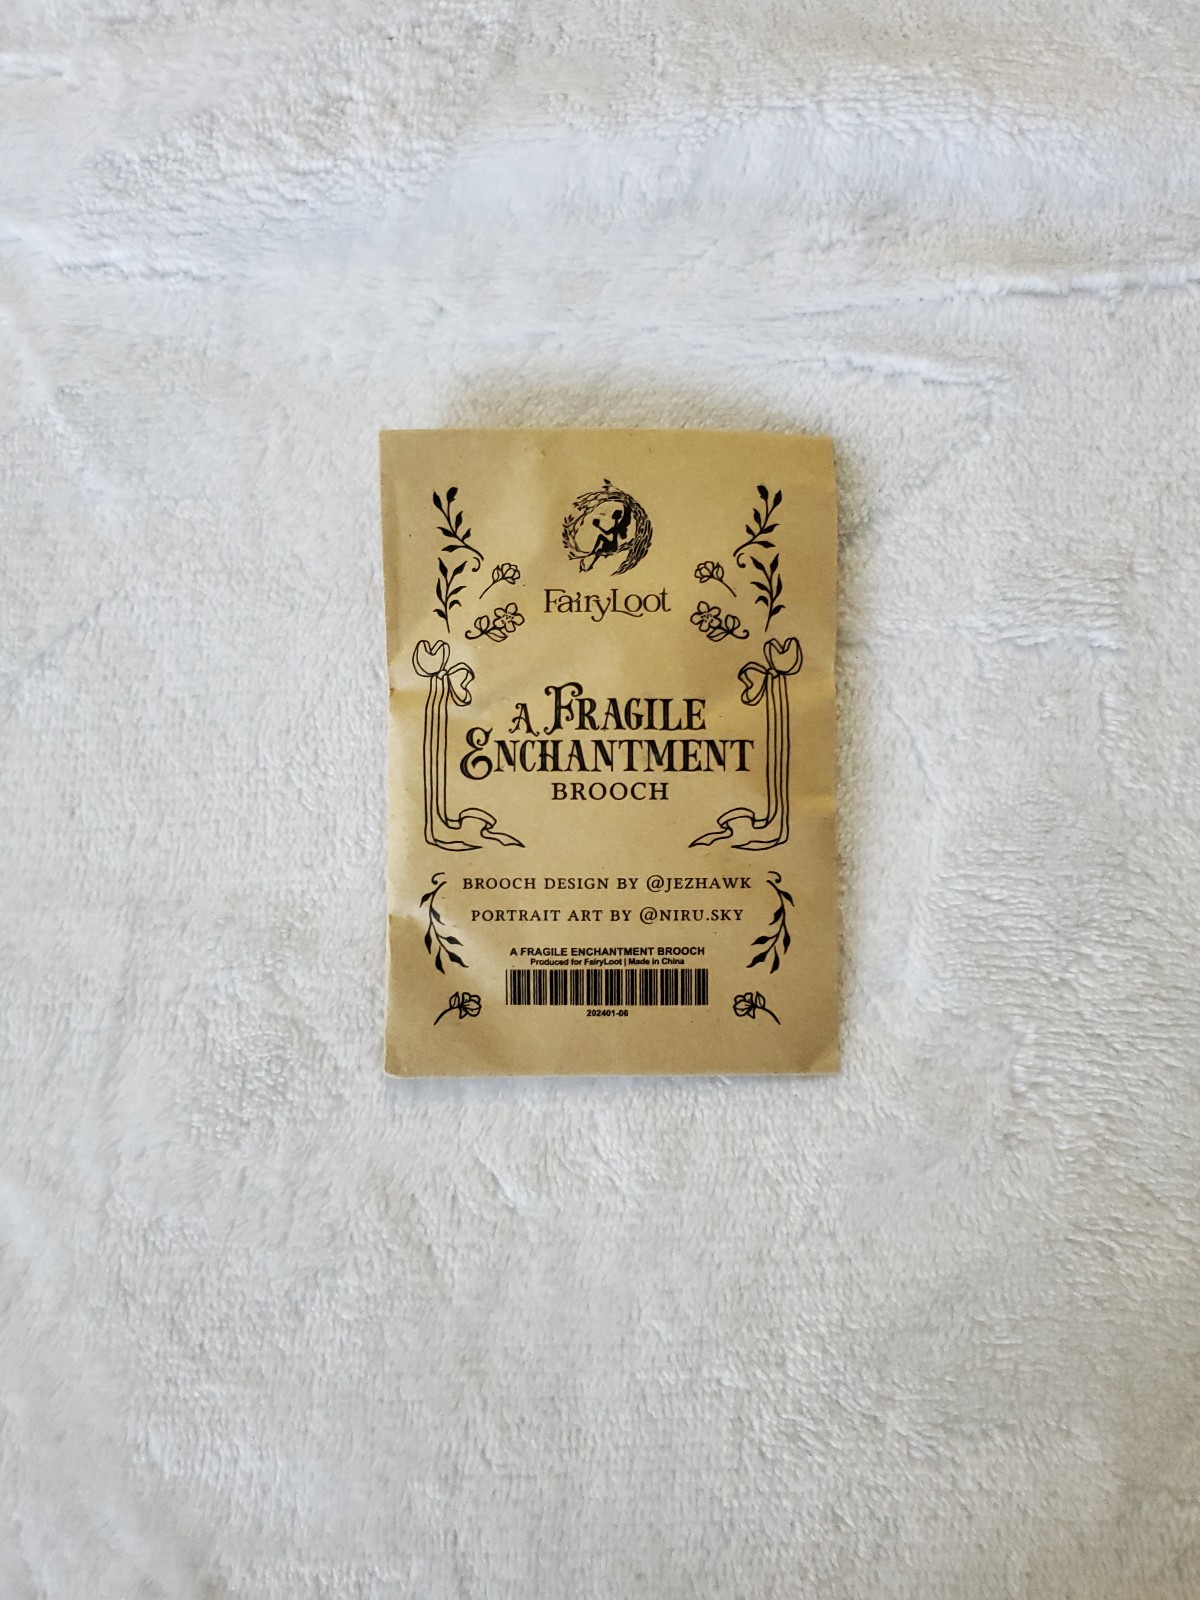 FairyLoot
A FRAGILE
ENCHANTMENT
BROOCH
BROOCH DESIGN BY @JEZHAWK
PORTRAIT ART BY @NIRU.SKY
A FRAGILE ENCHANTMENT BROOCH
Produced for FairyLoot | Made in China
202401-06